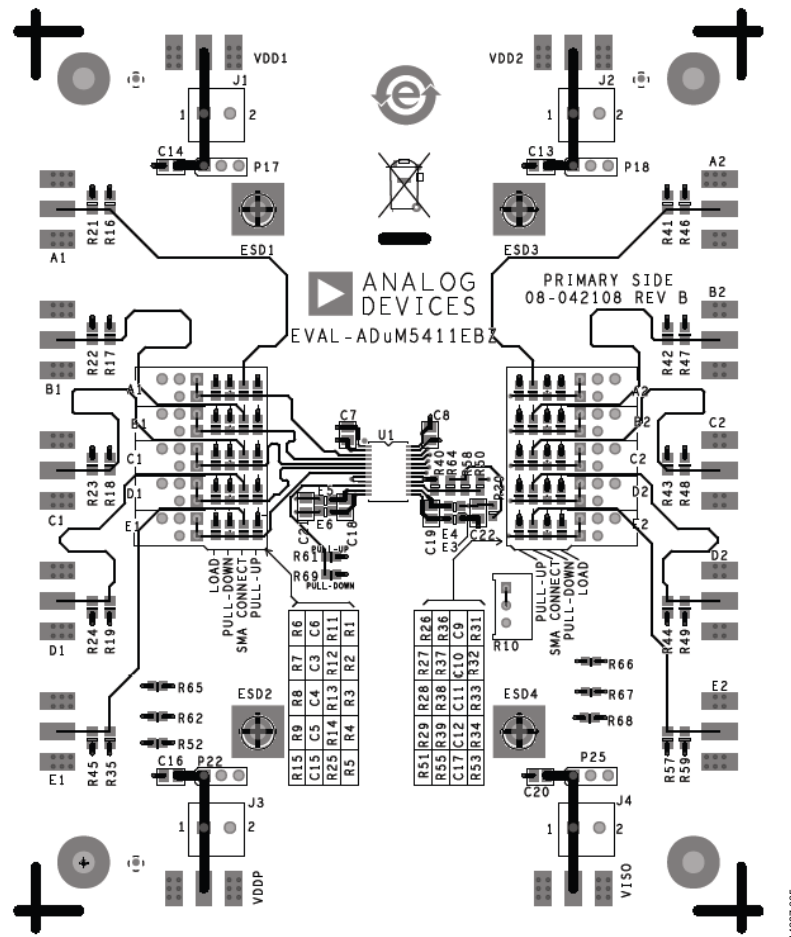 VDD1
VDD2
J1
J2
1
2
1
2
C14
P17
C13
P18
A2
R21
R16
R41
R46
A1
ESD1
ESD3
ANALOG
DEVICES
PRIMARY SIDE
08-042108 REV B
B2
EVAL-ADuM5411EBZ
R22
R17
R42
R47
B1
A1
A2
C7
U1
C8
B1
B2
C2
C1
C2
R40
R64
R58
R50
R23
R18
R43
R48
D1
D2
C1
E5
E6
C18
C19
E4
E3
C22
E1
E2
PULL-UP
R61
R69
PULL-DOWN
LOAD
PULL-DOWN
SMA CONNECT
PULL-UP
PULL-UP
SMA CONNECT
PULL-DOWN
LOAD
D2
R10
R24
R19
R44
R49
D1
R6
C6
R11
R1
R7
C3
R12
R2
R8
C4
R13
R3
R9
C5
R14
R4
R15
C15
R25
R5
R26
R36
C9
R31
R27
R37
C10
R32
R28
R38
C11
R33
R29
R39
C12
R34
R51
R55
C17
R53
R65
R62
R52
R66
R67
R68
ESD2
ESD4
E2
R45
R35
R57
R59
E1
C16
P22
P25
C20
J3
J4
1
2
1
2
VDDP
VISO